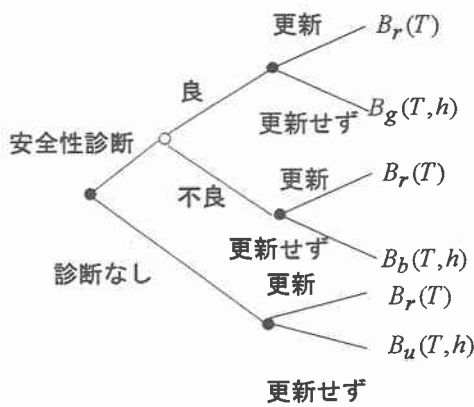 更新
B_r(T)
良
更新せず
B_g(T,h)
安全性診断
更新
B_r(T)
不良
更新せず
B_b(T,h)
診断なし
更新
B_r(T)
B_u(T,h)
更新せず